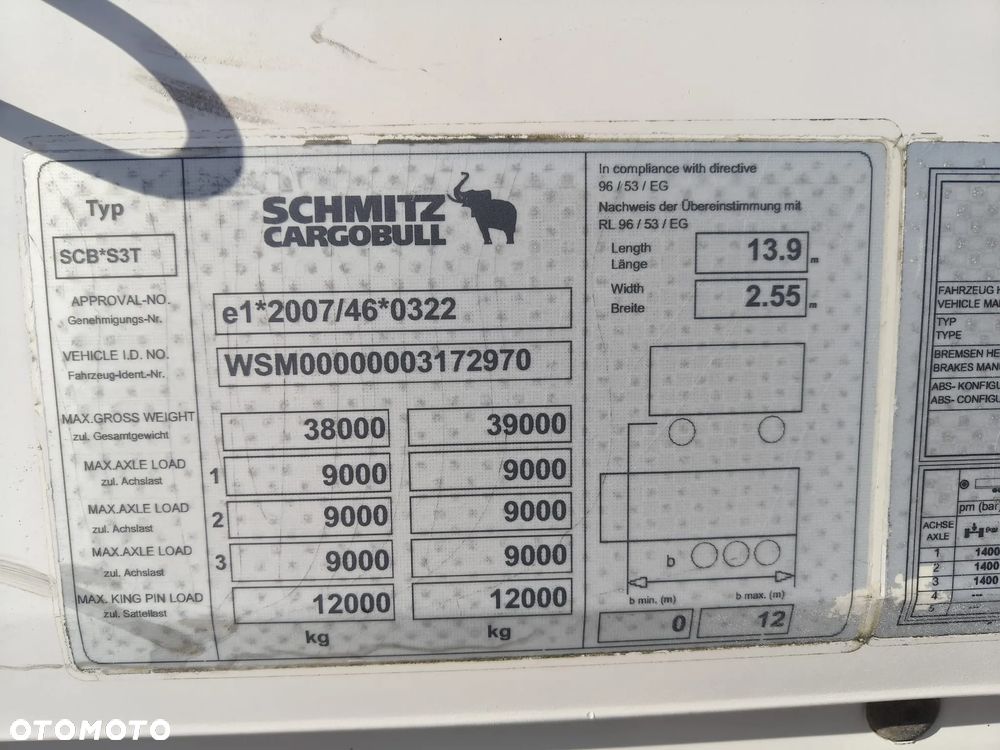 Typ
SCHMITZ
CARGOBULL
SCB*S3T
APPROVAL-NO.
Genehmigungs-Nr.
e1*2007/46*0322
VEHICLE I.D. NO.
Fahrzeug-Ident.-Nr.
WSM00000003172970
MAX.GROSS WEIGHT
zul. Gesamtgewicht
38000 39000
MAX.AXLE LOAD
zul. Achslast
1 9000 9000
MAX.AXLE LOAD
zul. Achslast
2 9000 9000
MAX.AXLE LOAD
zul. Achslast
3 9000 9000
MAX. KING PIN LOAD
zul. Sattellast
12000 12000
kg kg
In compliance with directive
96 / 53 / EG
Nachweis der Übereinstimmung mit
RL 96 / 53 / EG
Length
Länge
13.9 m
Width
Breite
2.55 m
b
b min. (m) b max. (m)
0 12
FAHRZEUG
VEHICLE
TYP
TYPE
BREMSEN
BRAKES
ABS-
ABS-
pm (bar)
ACHSE
AXLE
1 1400
2 1400
3 1400
4 ---
5
OTOMOTO